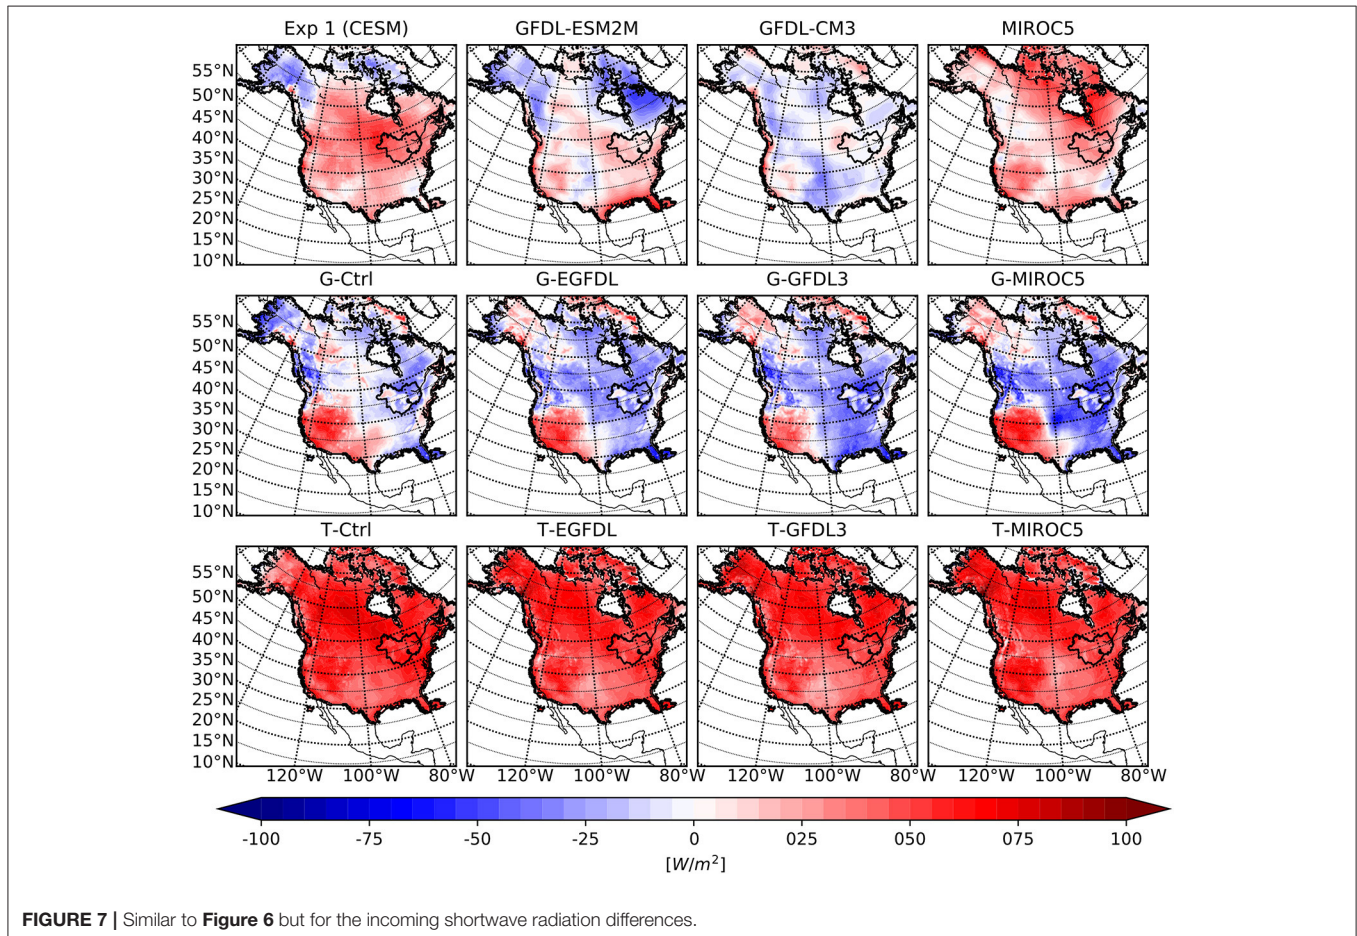 Exp 1 (CESM) GFDL-ESM2M GFDL-CM3 MIROC5
55°N
50°N
45°N
40°N
35°N
30°N
25°N
20°N
15°N
10°N
G-Ctrl G-EGFDL G-GFDL3 G-MIROC5
55°N
50°N
45°N
40°N
35°N
30°N
25°N
20°N
15°N
10°N
T-Ctrl T-EGFDL T-GFDL3 T-MIROC5
55°N
50°N
45°N
40°N
35°N
30°N
25°N
20°N
15°N
10°N
120°W 100°W 80°W 120°W 100°W 80°W 120°W 100°W 80°W 120°W 100°W 80°W
-100 -75 -50 -25 0 025 050 075 100
[W/m²]
FIGURE 7 | Similar to Figure 6 but for the incoming shortwave radiation differences.